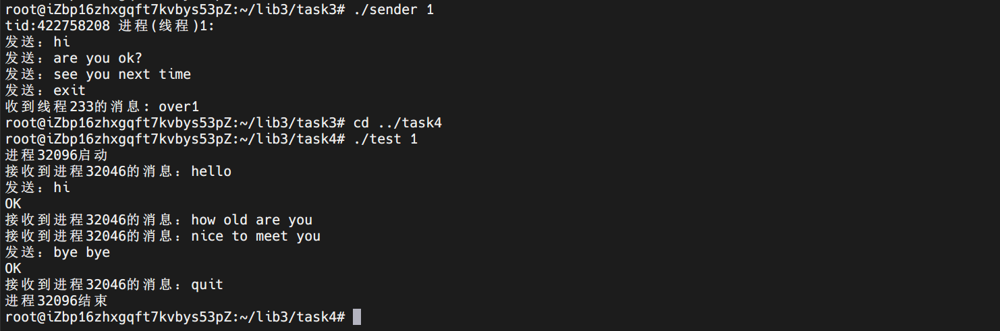 root@iZbp16zhxgqft7kvbys53pZ:~/lib3/task3# ./sender 1
tid:422758208 进程(线程)1:
发送：hi
发送：are you ok?
发送：see you next time
发送：exit
收到线程233的消息: over1
root@iZbp16zhxgqft7kvbys53pZ:~/lib3/task3# cd ../task4
root@iZbp16zhxgqft7kvbys53pZ:~/lib3/task4# ./test 1
进程32096启动
接收到进程32046的消息：hello
发送：hi
OK
接收到进程32046的消息：how old are you
接收到进程32046的消息：nice to meet you
发送：bye bye
OK
接收到进程32046的消息：quit
进程32096结束
root@iZbp16zhxgqft7kvbys53pZ:~/lib3/task4#